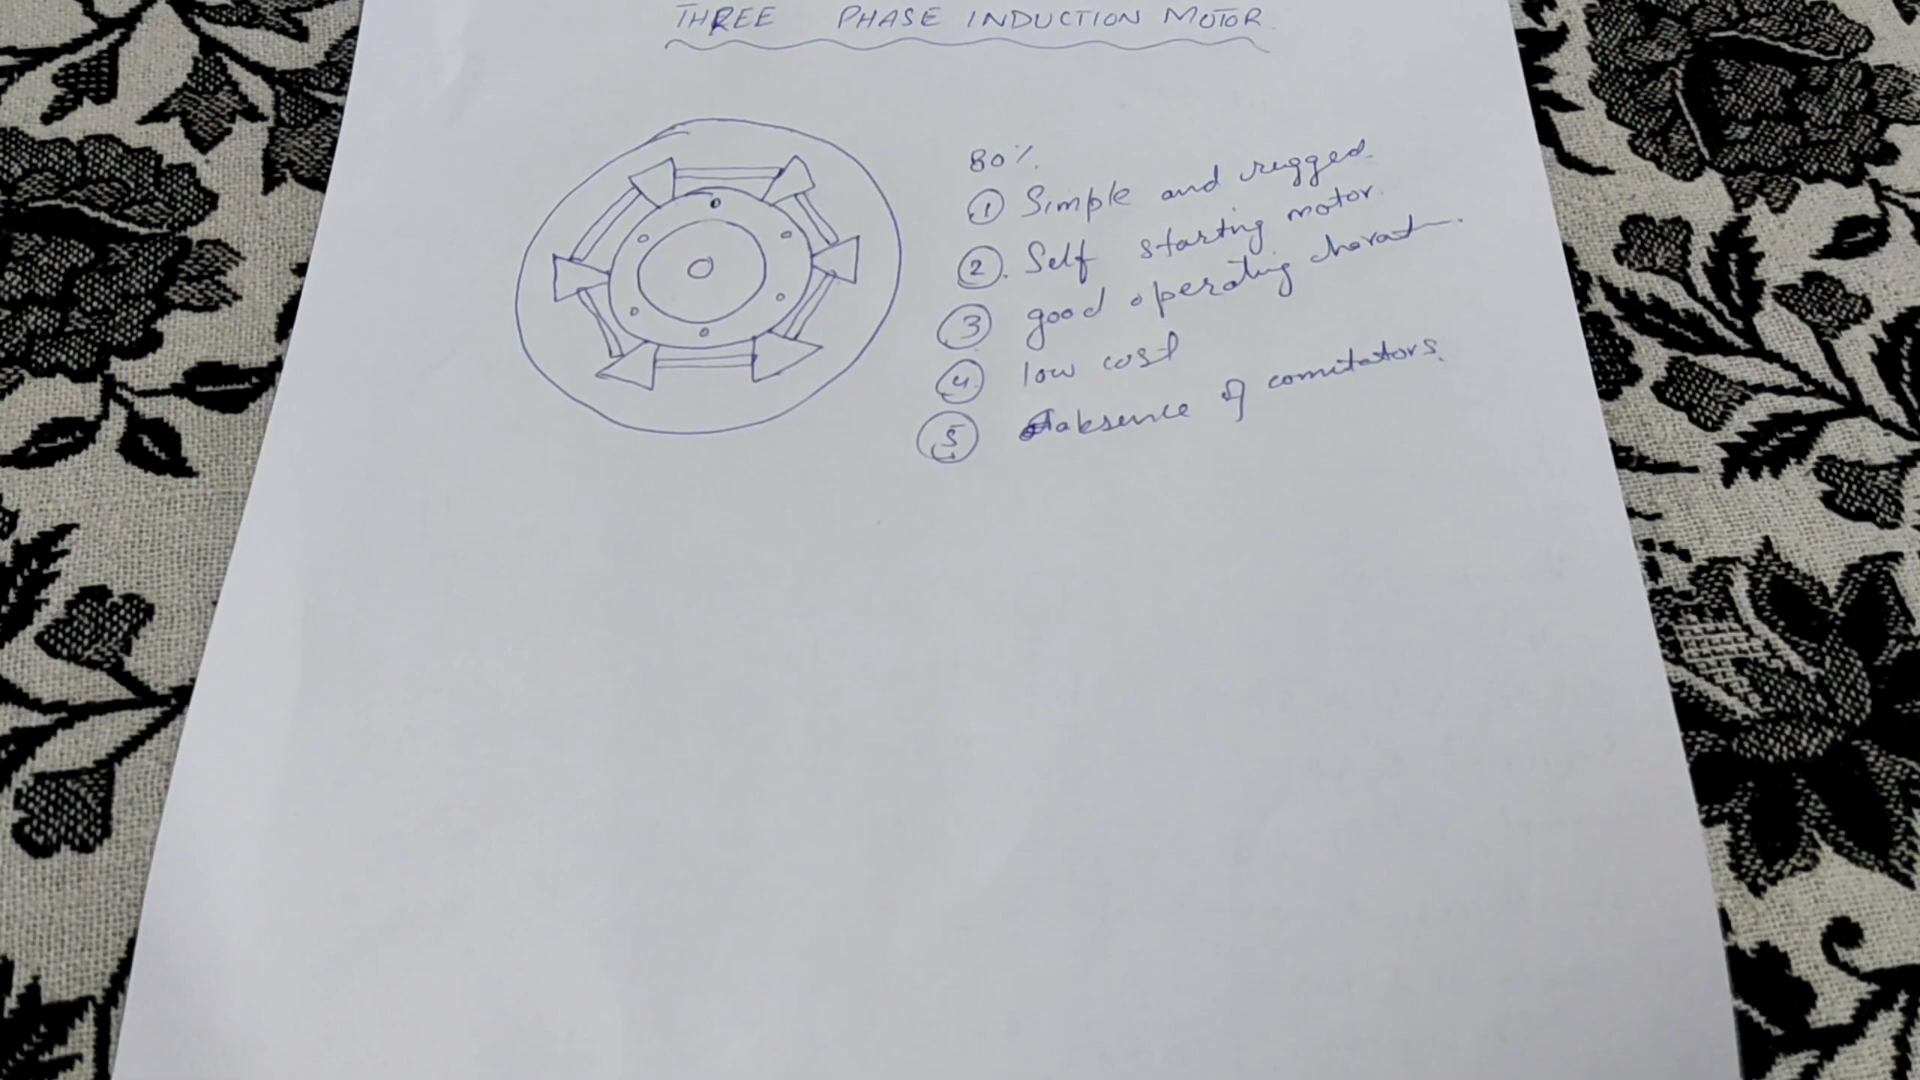 THREE PHASE INDUCTION MOTOR.
80%.
① Simple and rugged.
②. Self starting motor.
③ good operating charact
④ low cost
⑤ absence of comitators.